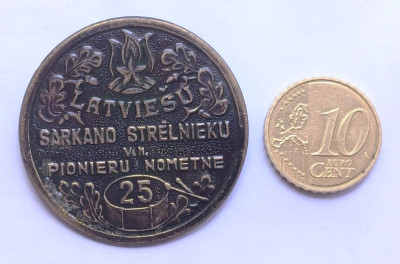 LATVIEŠU
SARKANO STRĒLNIEKU
V.N.
PIONIERU NOMETNE
25
10
EURO
CENT